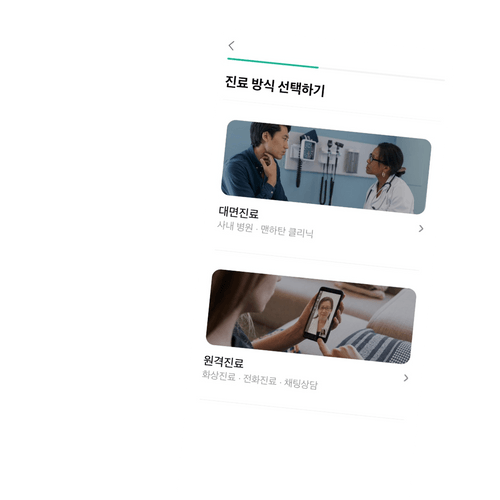 진료 방식 선택하기
대면진료
사내 병원 · 맨하탄 클리닉
원격진료
화상진료 · 전화진료 · 채팅상담